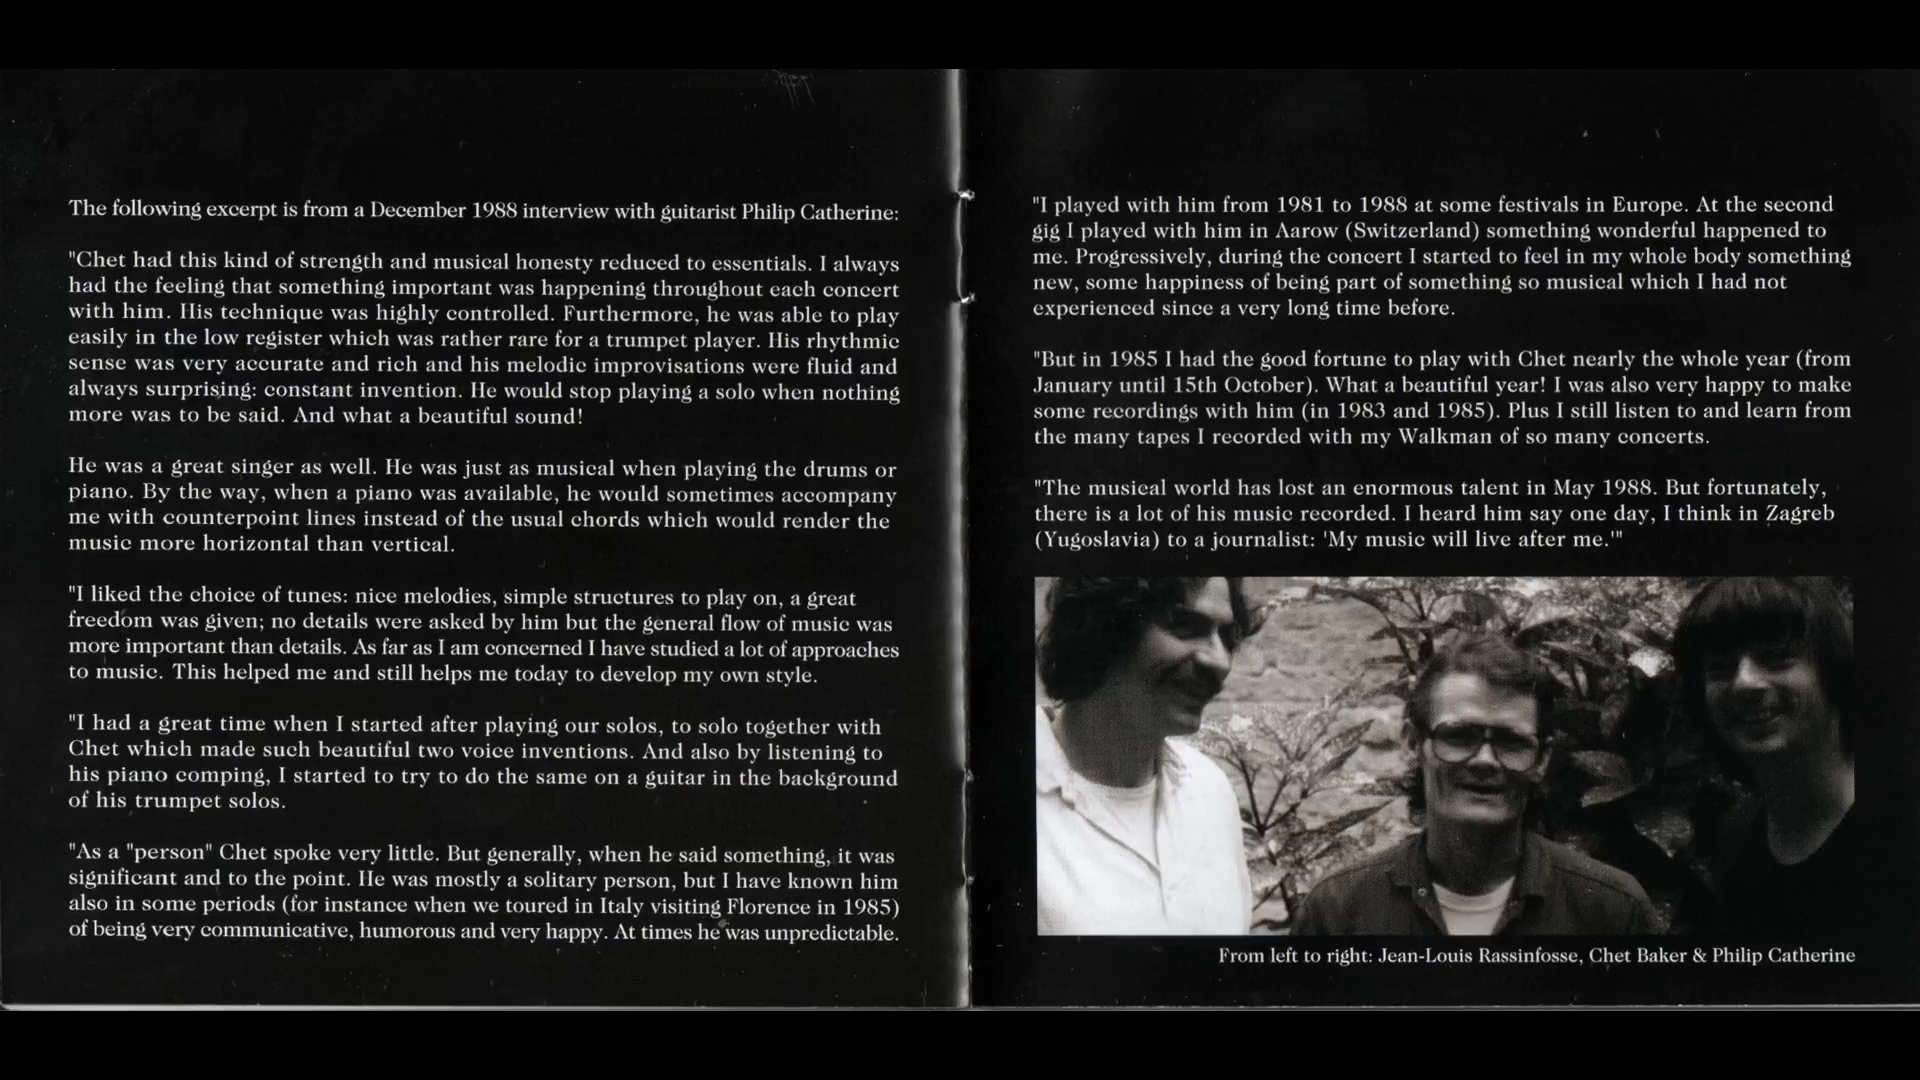 The following excerpt is from a December 1988 interview with guitarist Philip Catherine:
"Chet had this kind of strength and musical honesty reduced to essentials. I always
had the feeling that something important was happening throughout each concert
with him. His technique was highly controlled. Furthermore, he was able to play
easily in the low register which was rather rare for a trumpet player. His rhythmic
sense was very accurate and rich and his melodic improvisations were fluid and
always surprising: constant invention. He would stop playing a solo when nothing
more was to be said. And what a beautiful sound!
He was a great singer as well. He was just as musical when playing the drums or
piano. By the way, when a piano was available, he would sometimes accompany
me with counterpoint lines instead of the usual chords which would render the
music more horizontal than vertical.
"I liked the choice of tunes: nice melodies, simple structures to play on, a great
freedom was given; no details were asked by him but the general flow of music was
more important than details. As far as I am concerned I have studied a lot of approaches
to music. This helped me and still helps me today to develop my own style.
"I had a great time when I started after playing our solos, to solo together with
Chet which made such beautiful two voice inventions. And also by listening to
his piano comping, I started to try to do the same on a guitar in the background
of his trumpet solos.
"As a "person" Chet spoke very little. But generally, when he said something, it was
significant and to the point. He was mostly a solitary person, but I have known him
also in some periods (for instance when we toured in Italy visiting Florence in 1985)
of being very communicative, humorous and very happy. At times he was unpredictable.
"I played with him from 1981 to 1988 at some festivals in Europe. At the second
gig I played with him in Aarow (Switzerland) something wonderful happened to
me. Progressively, during the concert I started to feel in my whole body something
new, some happiness of being part of something so musical which I had not
experienced since a very long time before.
"But in 1985 I had the good fortune to play with Chet nearly the whole year (from
January until 15th October). What a beautiful year! I was also very happy to make
some recordings with him (in 1983 and 1985). Plus I still listen to and learn from
the many tapes I recorded with my Walkman of so many concerts.
"The musical world has lost an enormous talent in May 1988. But fortunately,
there is a lot of his music recorded. I heard him say one day, I think in Zagreb
(Yugoslavia) to a journalist: 'My music will live after me.'"
From left to right: Jean-Louis Rassinfosse, Chet Baker & Philip Catherine